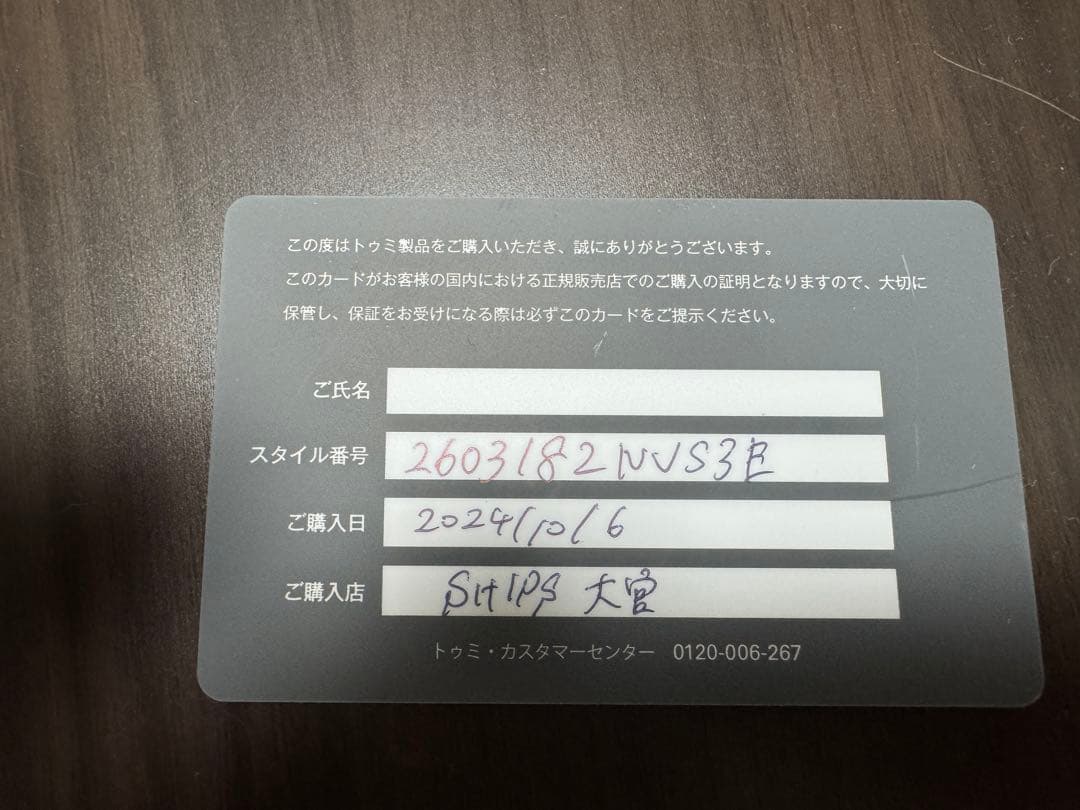 この度はトゥミ製品をご購入いただき、誠にありがとうございます。
このカードがお客様の国内における正規販売店でのご購入の証明となりますので、大切に
保管し、保証をお受けになる際は必ずこのカードをご提示ください。
ご氏名
スタイル番号 2603182NVS3E
ご購入日 2024/10/6
ご購入店 SHIPS 大宮
トゥミ・カスタマーセンター 0120-006-267